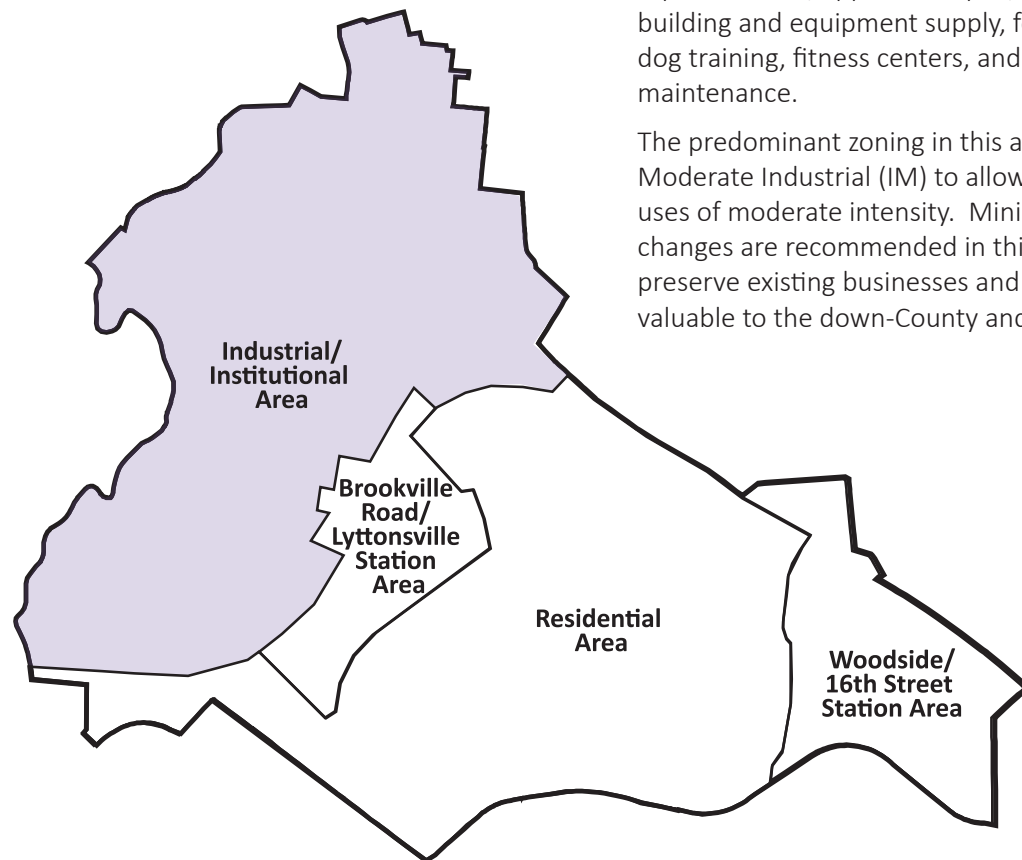 building and equipment supply, f
dog training, fitness centers, and
maintenance.
The predominant zoning in this a
Moderate Industrial (IM) to allow
uses of moderate intensity.  Mini
changes are recommended in thi
preserve existing businesses and
valuable to the down-County and
Industrial/
Institutional
Area
Brookville
Road/
Lyttonsville
Station
Area
Residential
Area
Woodside/
16th Street
Station Area